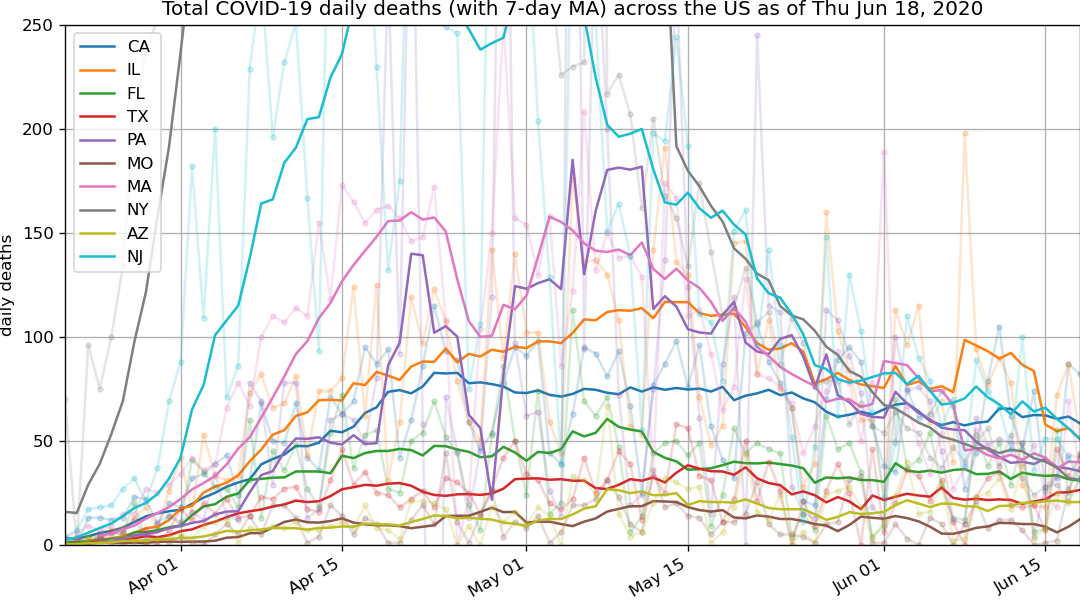 Total COVID-19 daily deaths (with 7-day MA) across the US as of Thu Jun 18, 2020
250
200
150
100
50
0
daily deaths
CA
IL
FL
TX
PA
MO
MA
NY
AZ
NJ
Apr 01
Apr 15
May 01
May 15
Jun 01
Jun 15